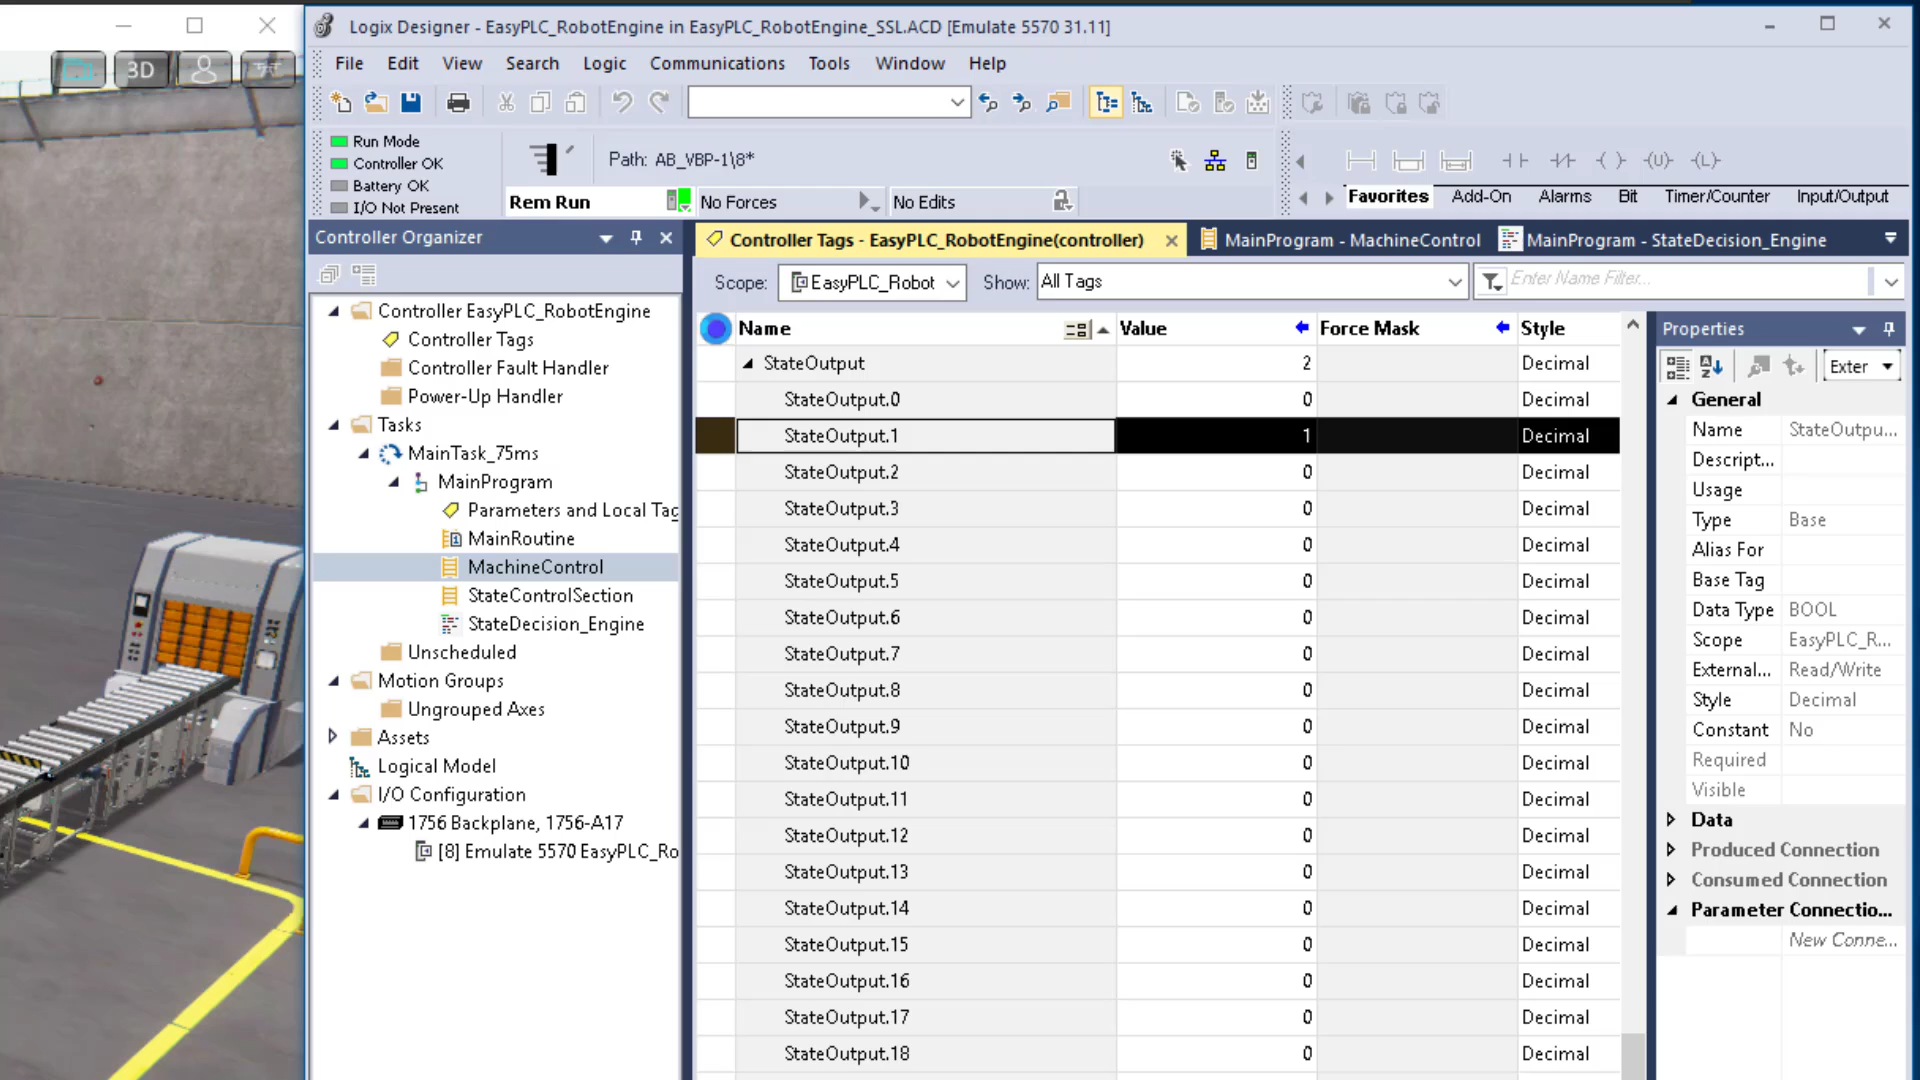 Logix Designer - EasyPLC_RobotEngine in EasyPLC_RobotEngine_SSL.ACD [Emulate 5570 31.11]
3D
File Edit View Search Logic Communications Tools Window Help
Run Mode
Controller OK
Battery OK
I/O Not Present
Path: AB_VBP-1\8*
Rem Run
No Forces
No Edits
Favorites Add-On Alarms Bit Timer/Counter Input/Output
Controller Organizer
Controller EasyPLC_RobotEngine
Controller Tags
Controller Fault Handler
Power-Up Handler
Tasks
MainTask_75ms
MainProgram
Parameters and Local Tag
MainRoutine
MachineControl
StateControlSection
StateDecision_Engine
Unscheduled
Motion Groups
Ungrouped Axes
Assets
Logical Model
I/O Configuration
1756 Backplane, 1756-A17
[8] Emulate 5570 EasyPLC_Ro
Controller Tags - EasyPLC_RobotEngine(controller)
MainProgram - MachineControl
MainProgram - StateDecision_Engine
Scope: EasyPLC_Robot Show: All Tags Enter Name Filter...
Name Value Force Mask Style
StateOutput 2 Decimal
StateOutput.0 0 Decimal
StateOutput.1 1 Decimal
StateOutput.2 0 Decimal
StateOutput.3 0 Decimal
StateOutput.4 0 Decimal
StateOutput.5 0 Decimal
StateOutput.6 0 Decimal
StateOutput.7 0 Decimal
StateOutput.8 0 Decimal
StateOutput.9 0 Decimal
StateOutput.10 0 Decimal
StateOutput.11 0 Decimal
StateOutput.12 0 Decimal
StateOutput.13 0 Decimal
StateOutput.14 0 Decimal
StateOutput.15 0 Decimal
StateOutput.16 0 Decimal
StateOutput.17 0 Decimal
StateOutput.18 0 Decimal
Properties
Exter
General
Name StateOutpu...
Descript...
Usage
Type Base
Alias For
Base Tag
Data Type BOOL
Scope EasyPLC_R...
External... Read/Write
Style Decimal
Constant No
Required
Visible
Data
Produced Connection
Consumed Connection
Parameter Connectio...
New Conne...